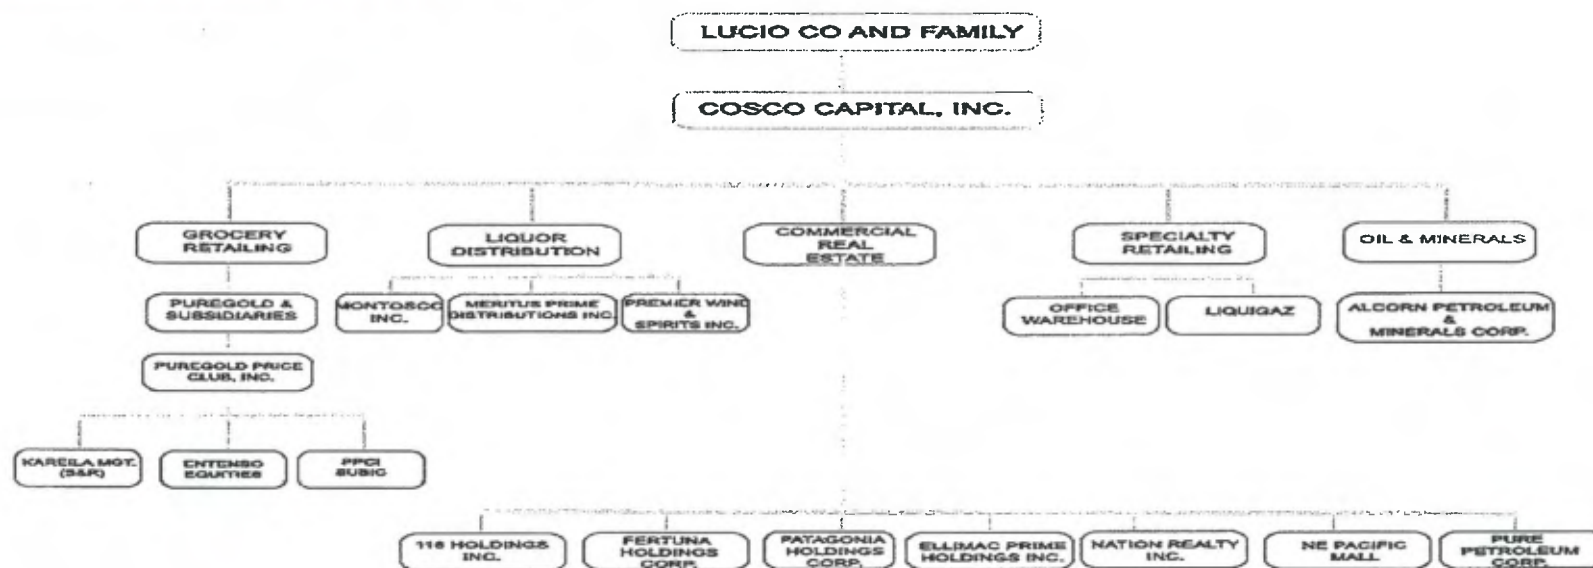 LUCIO CO AND FAMILY
COSCO CAPITAL, INC.
GROCERY
RETAILING
LIQUOR
DISTRIBUTION
COMMERCIAL
REAL
ESTATE
SPECIALTY
RETAILING
OIL & MINERALS
PUREGOLD &
SUBSIDIARIES
MONTOSCO
INC.
MERITUS PRIME
DISTRIBUTIONS INC.
PREMIER WINE
&
SPIRITS INC.
OFFICE
WAREHOUSE
LIQUIGAZ
ALCORN PETROLEUM
&
MINERALS CORP.
PUREGOLD PRICE
CLUB, INC.
KAREILA MGT.
(S&R)
ENTENSO
EQUITIES
PPCI
SUBIC
116 HOLDINGS
INC.
FERTUNA
HOLDINGS
CORP.
PATAGONIA
HOLDINGS
CORP.
ELLIMAC PRIME
HOLDINGS INC.
NATION REALTY
INC.
NE PACIFIC
MALL
PURE
PETROLEUM
CORP.